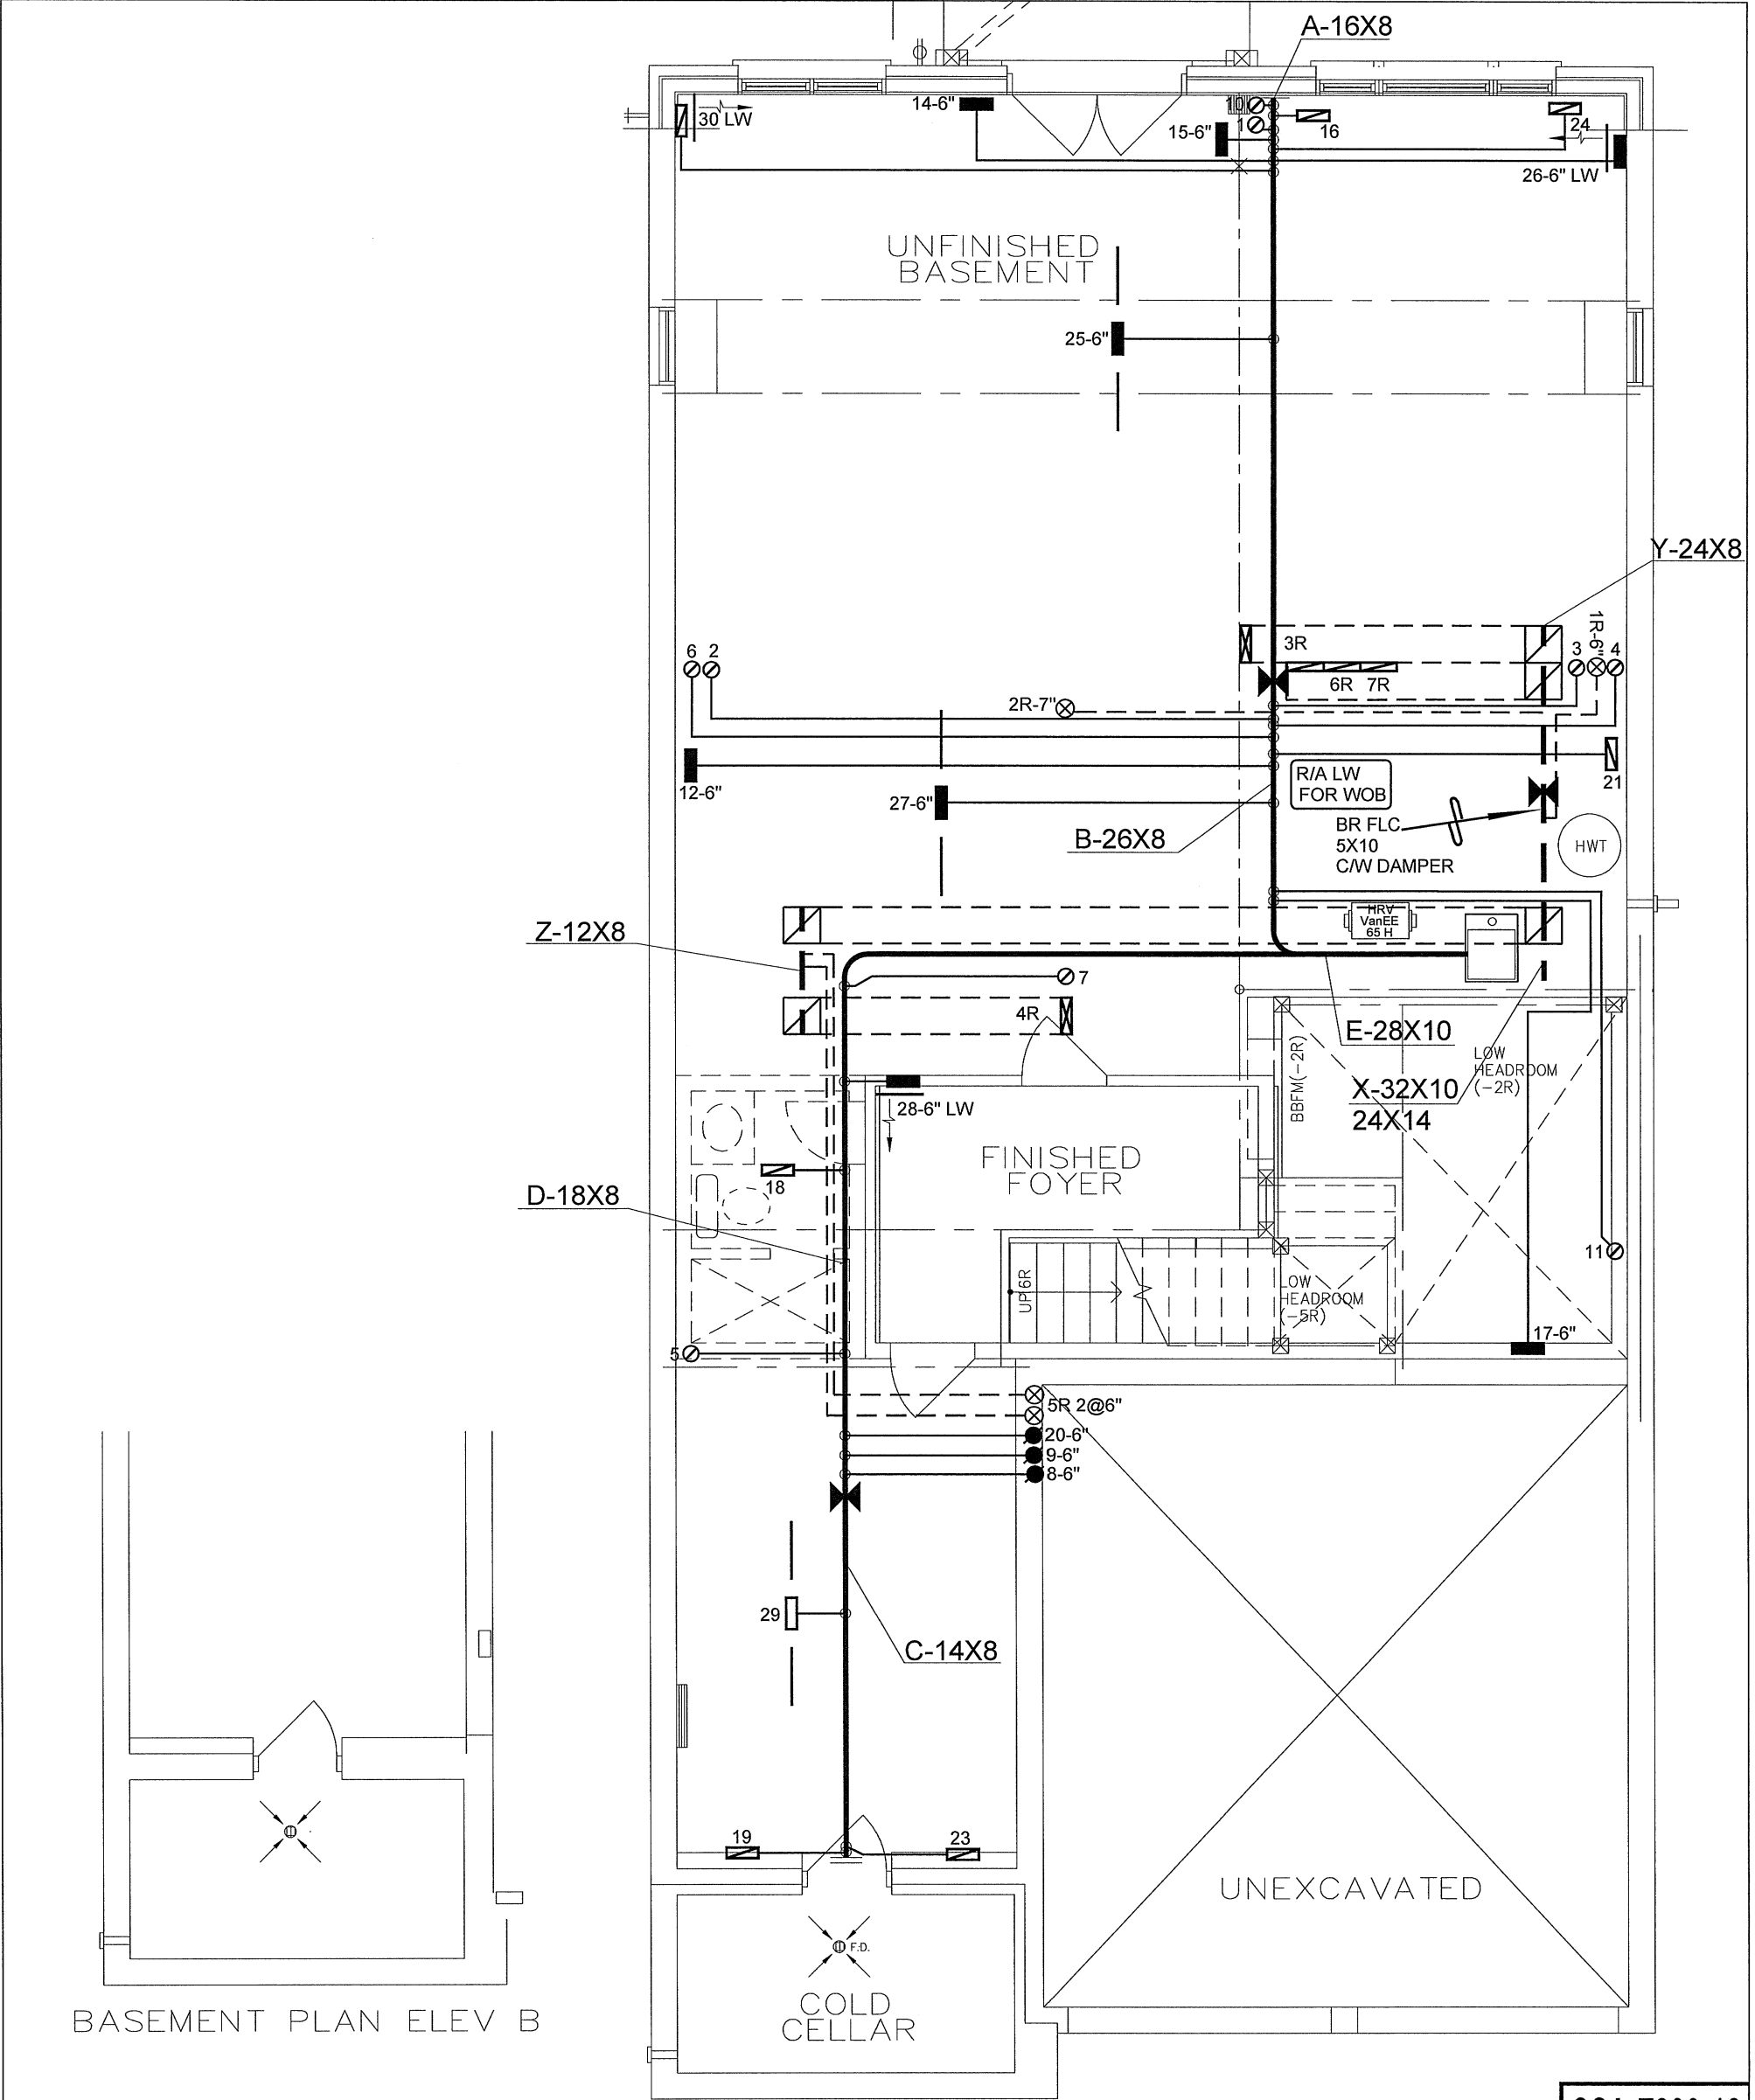 A-16X8
14-6"
10
16
24
30 LW
15-6"
1
26-6" LW
UNFINISHED
BASEMENT
25-6"
Y-24X8
1R-6"
3R
6
2
3
4
6R
7R
2R-7"
R/A LW
FOR WOB
21
12-6"
27-6"
BR FLC
5X10
C/W DAMPER
B-26X8
HWT
HRV
VanEE
65 H
Z-12X8
7
4R
E-28X10
BBFM(-2R)
LOW
HEADROOM
(-2R)
X-32X10
24X14
28-6" LW
FINISHED
FOYER
18
D-18X8
11
UP 6R
LOW
HEADROOM
(-5R)
17-6"
5
5R 2@6"
20-6"
9-6"
8-6"
29
C-14X8
19
23
UNEXCAVATED
F.D.
COLD
CELLAR
BASEMENT PLAN ELEV B